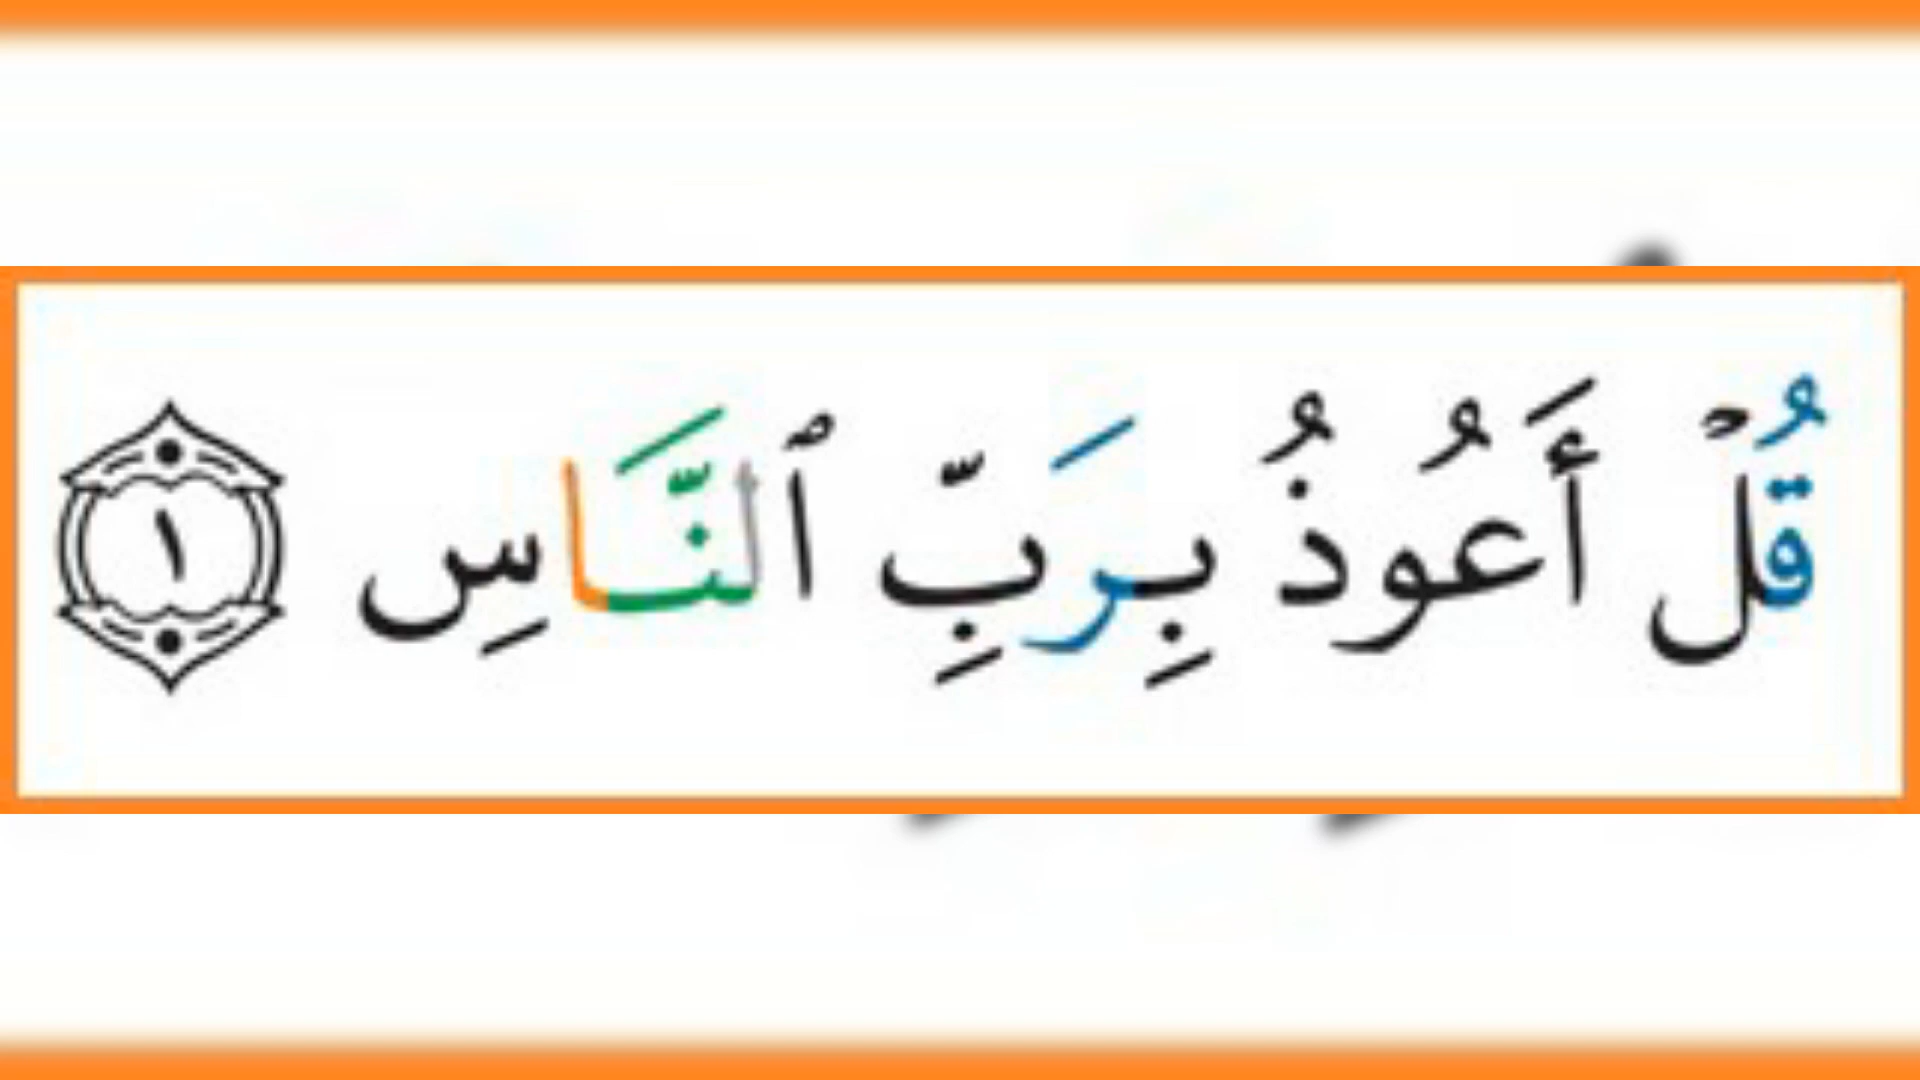 قُلْ أَعُوذُ بِرَبِّ ٱلنَّاسِ ١